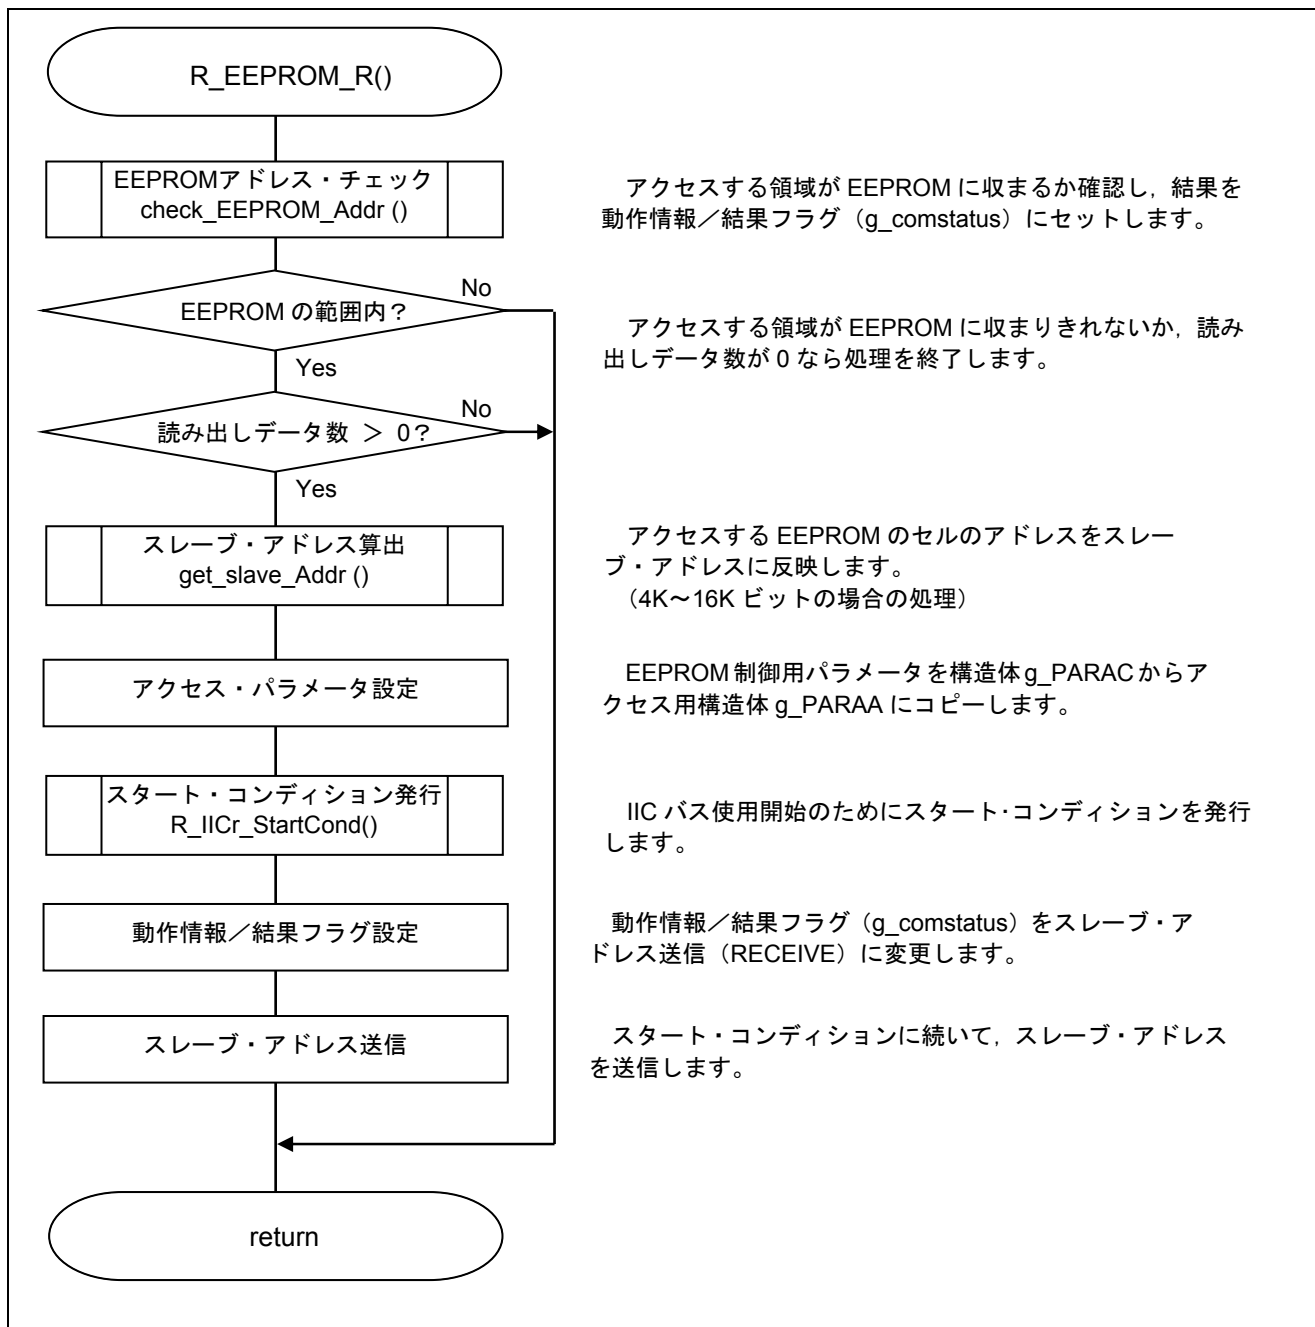 R_EEPROM_R()
EEPROMアドレス・チェック
check_EEPROM_Addr ()
アクセスする領域が EEPROM に収まるか確認し，結果を
動作情報／結果フラグ（g_comstatus）にセットします。
EEPROM の範囲内？
No
Yes
アクセスする領域が EEPROM に収まりきれないか，読み
出しデータ数が 0 なら処理を終了します。
読み出しデータ数 ＞ 0？
No
Yes
スレーブ・アドレス算出
get_slave_Addr ()
アクセスする EEPROM のセルのアドレスをスレー
ブ・アドレスに反映します。
（4K～16K ビットの場合の処理）
アクセス・パラメータ設定
EEPROM 制御用パラメータを構造体 g_PARAC からア
クセス用構造体 g_PARAA にコピーします。
スタート・コンディション発行
R_IICr_StartCond()
IIC バス使用開始のためにスタート･コンディションを発行
します。
動作情報／結果フラグ設定
動作情報／結果フラグ（g_comstatus）をスレーブ・ア
ドレス送信（RECEIVE）に変更します。
スレーブ・アドレス送信
スタート・コンディションに続いて，スレーブ・アドレス
を送信します。
return